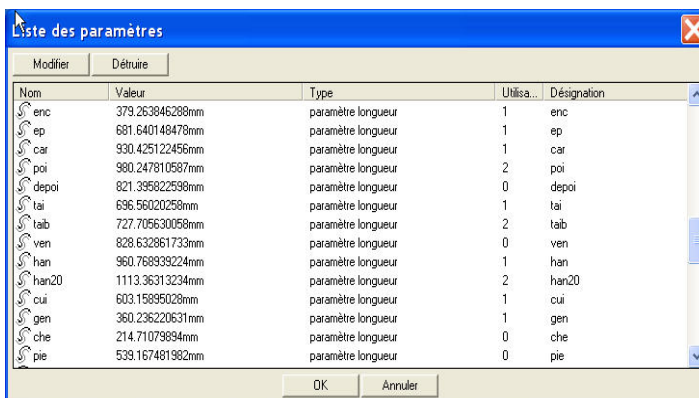 Liste des paramètres
Modifier Détruire
Nom Valeur Type Utilisa... Désignation
enc 379.263846288mm paramètre longueur 1 enc
ep 681.640148478mm paramètre longueur 1 ep
car 930.425122456mm paramètre longueur 1 car
poi 980.247810587mm paramètre longueur 2 poi
depoi 821.395822598mm paramètre longueur 0 depoi
tai 696.56020258mm paramètre longueur 1 tai
taib 727.705630058mm paramètre longueur 2 taib
ven 828.632861733mm paramètre longueur 0 ven
han 960.768939224mm paramètre longueur 1 han
han20 1113.36313234mm paramètre longueur 2 han20
cui 603.15895028mm paramètre longueur 1 cui
gen 360.236220631mm paramètre longueur 1 gen
che 214.71079894mm paramètre longueur 0 che
pie 539.167481982mm paramètre longueur 0 pie
OK Annuler